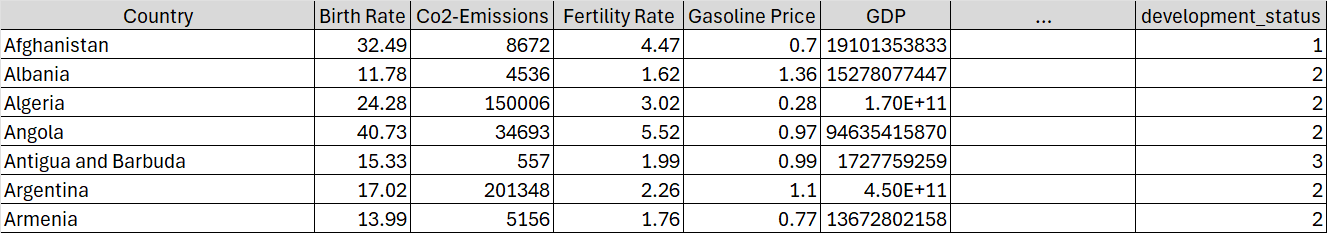 Country Birth Rate Co2-Emissions Fertility Rate Gasoline Price GDP ... development_status
Afghanistan 32.49 8672 4.47 0.7 19101353833 1
Albania 11.78 4536 1.62 1.36 15278077447 2
Algeria 24.28 150006 3.02 0.28 1.70E+11 2
Angola 40.73 34693 5.52 0.97 94635415870 2
Antigua and Barbuda 15.33 557 1.99 0.99 1727759259 3
Argentina 17.02 201348 2.26 1.1 4.50E+11 2
Armenia 13.99 5156 1.76 0.77 13672802158 2